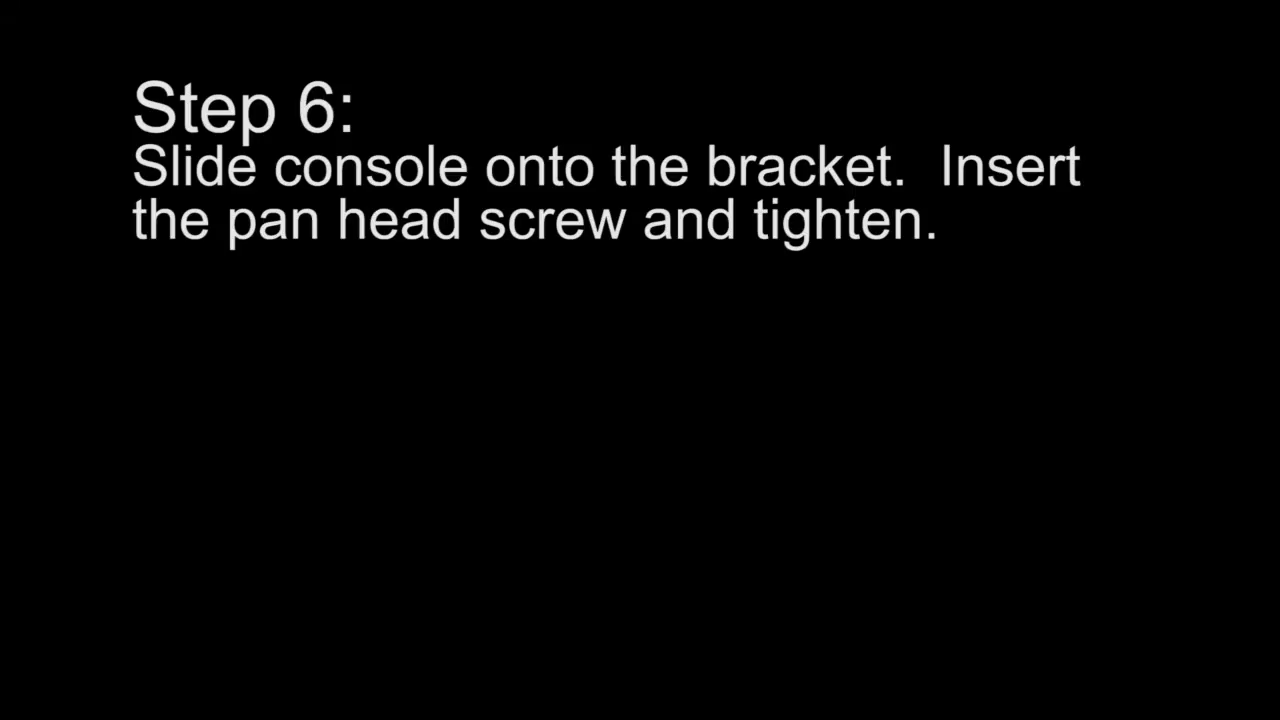 Step 6:
Slide console onto the bracket.  Insert
the pan head screw and tighten.